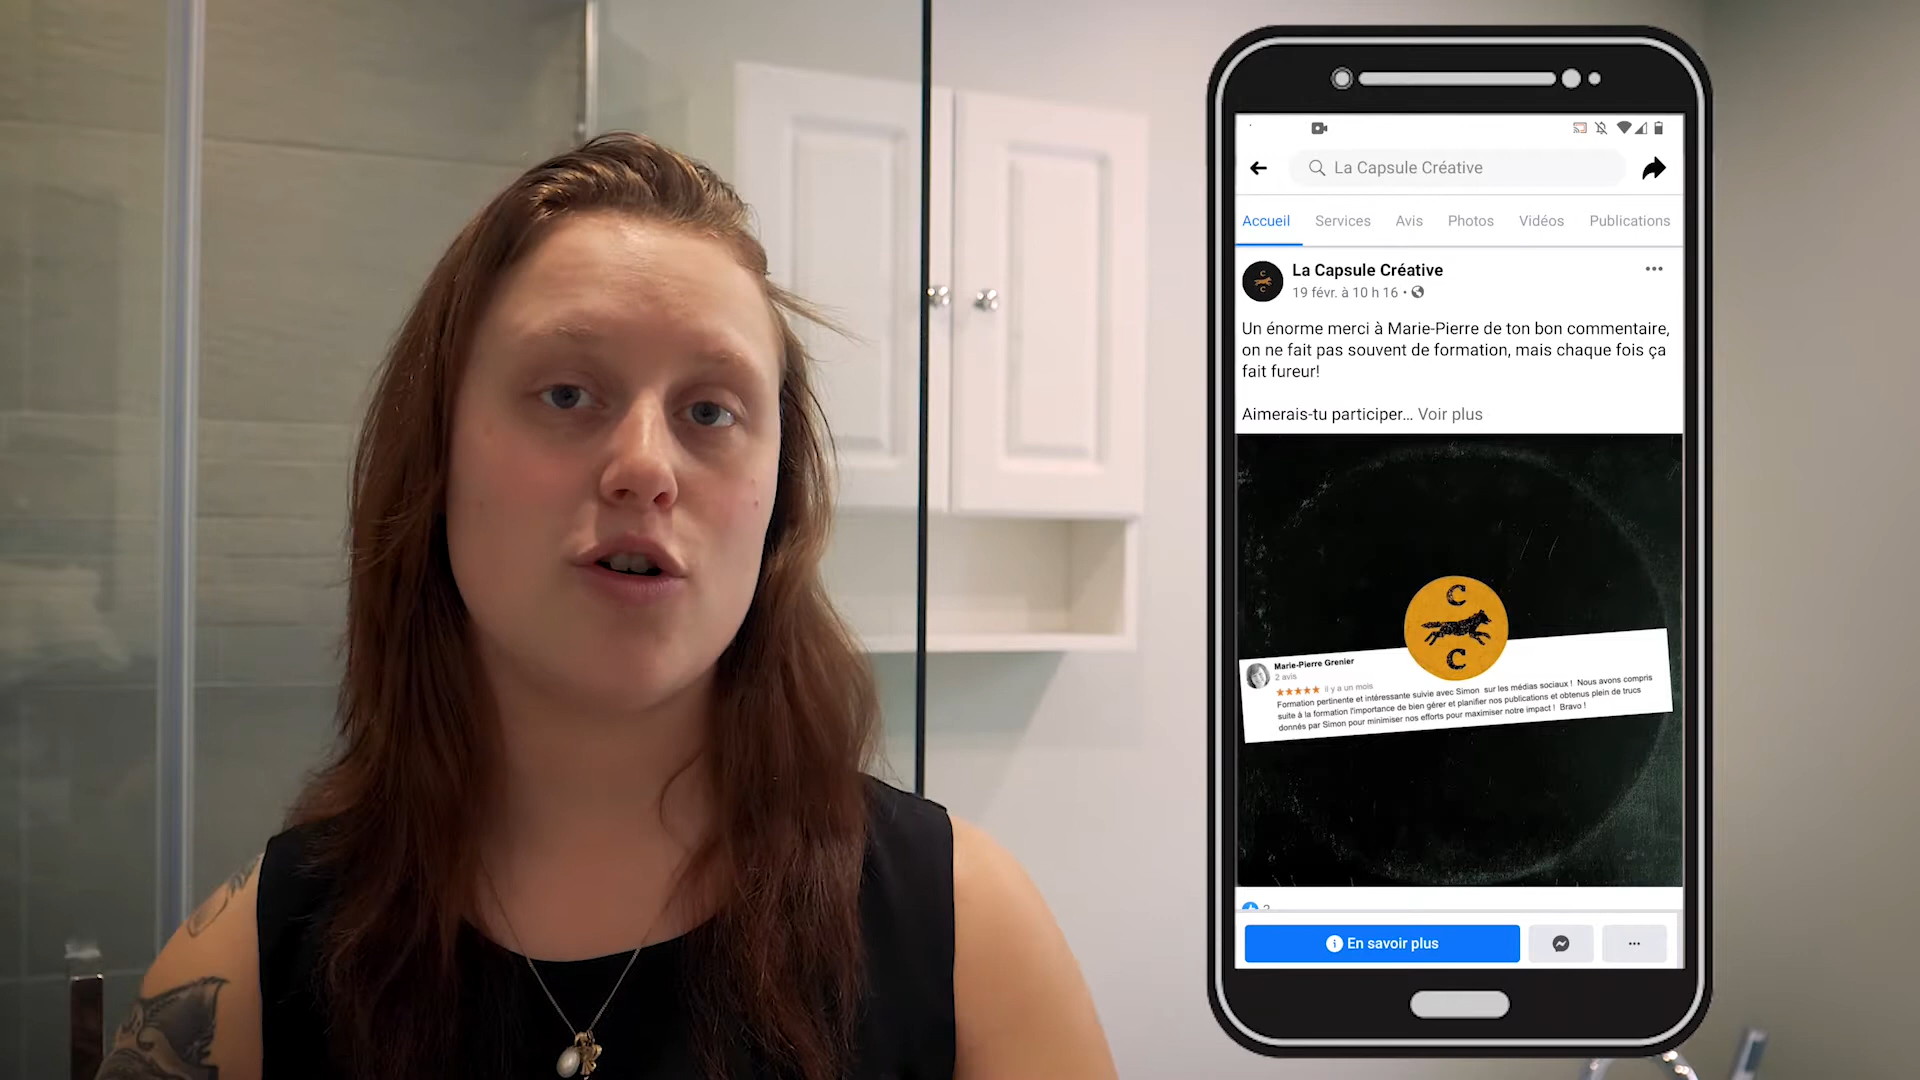 La Capsule Créative
Accueil Services Avis Photos Vidéos Publications
La Capsule Créative
19 févr. à 10 h 16 •
Un énorme merci à Marie-Pierre de ton bon commentaire,
on ne fait pas souvent de formation, mais chaque fois ça
fait fureur!
Aimerais-tu participer... Voir plus
C
C
Marie-Pierre Grenier
2 avis
il y a un mois
Formation pertinente et intéressante suivie avec Simon sur les médias sociaux ! Nous avons compris
suite à la formation l'importance de bien gérer et planifier nos publications et obtenus plein de trucs
donnés par Simon pour minimiser nos efforts pour maximiser notre impact ! Bravo !
En savoir plus